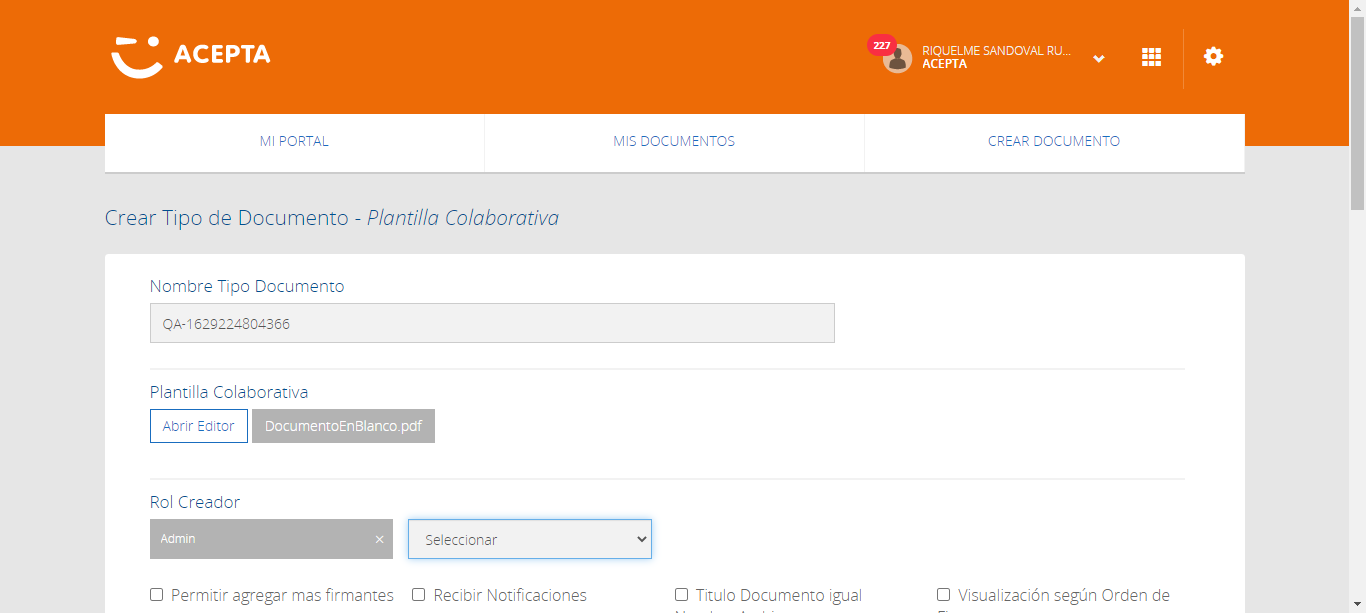 ACEPTA
227
RIQUELME SANDOVAL RU...
ACEPTA
MI PORTAL
MIS DOCUMENTOS
CREAR DOCUMENTO
Crear Tipo de Documento - Plantilla Colaborativa
Nombre Tipo Documento
QA-1629224804366
Plantilla Colaborativa
Abrir Editor
DocumentoEnBlanco.pdf
Rol Creador
Admin ×
Seleccionar
Permitir agregar mas firmantes
Recibir Notificaciones
Titulo Documento igual
Visualización según Orden de